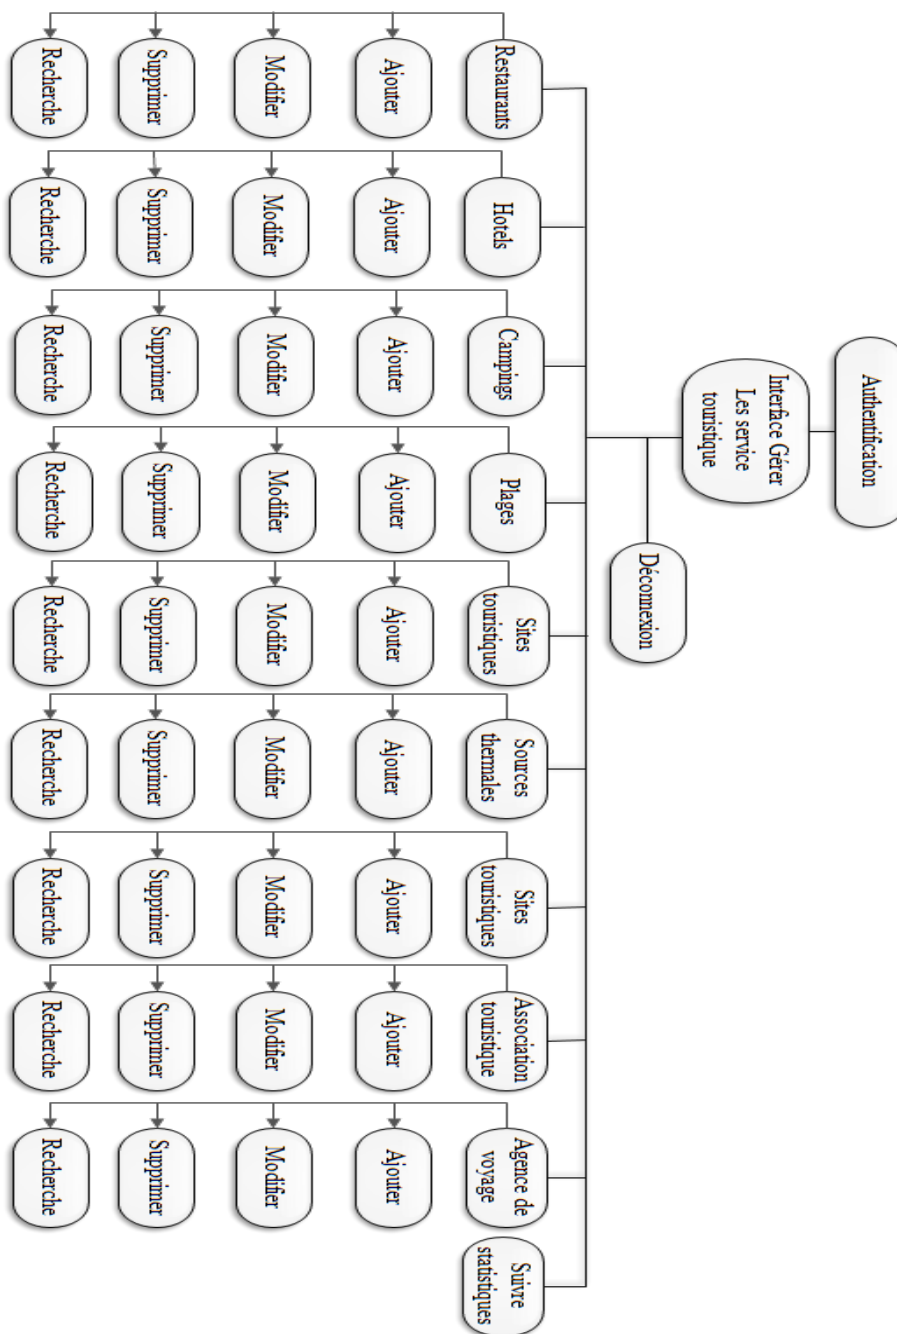 Authentification
Interface Gérer
Les service
touristique
Déconnexion
Restaurants
Ajouter
Modifier
Supprimer
Recherche
Hotels
Ajouter
Modifier
Supprimer
Recherche
Campings
Ajouter
Modifier
Supprimer
Recherche
Plages
Ajouter
Modifier
Supprimer
Recherche
Sites
touristiques
Ajouter
Modifier
Supprimer
Recherche
Sources
thermales
Ajouter
Modifier
Supprimer
Recherche
Sites
touristiques
Ajouter
Modifier
Supprimer
Recherche
Association
touristique
Ajouter
Modifier
Supprimer
Recherche
Agence de
voyage
Ajouter
Modifier
Supprimer
Recherche
Suivre
statistiques